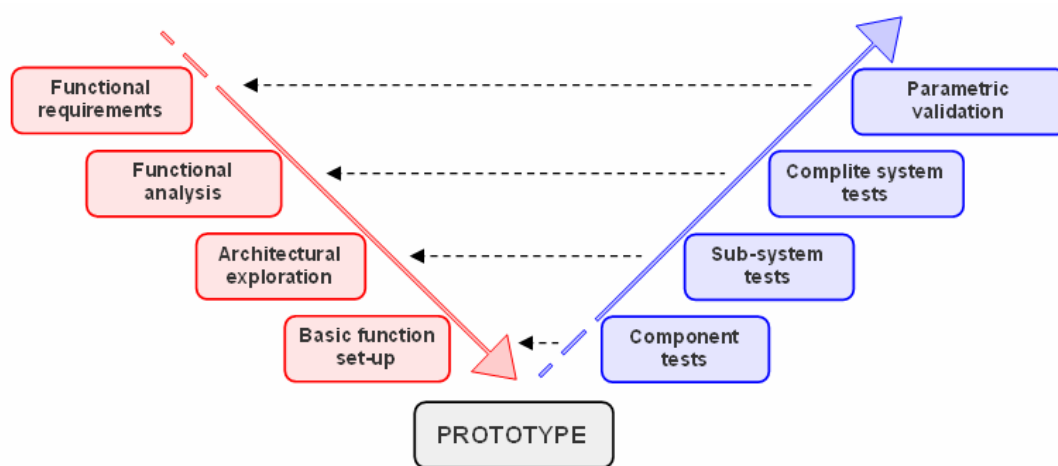 Functional
requirements
Parametric
validation
Functional
analysis
Complite system
tests
Architectural
exploration
Sub-system
tests
Basic function
set-up
Component
tests
PROTOTYPE